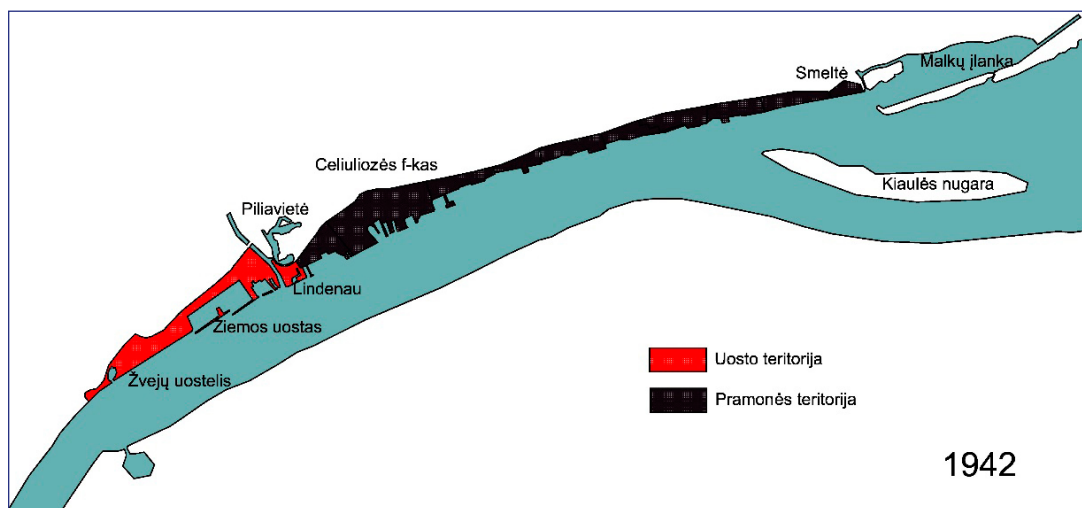 Malkų įlanka
Smeltė
Celiuliozės f-kas
Kiaulės nugara
Piliavietė
Lindenau
Žiemos uostas
Žvejų uostelis
Uosto teritorija
Pramonės teritorija
1942